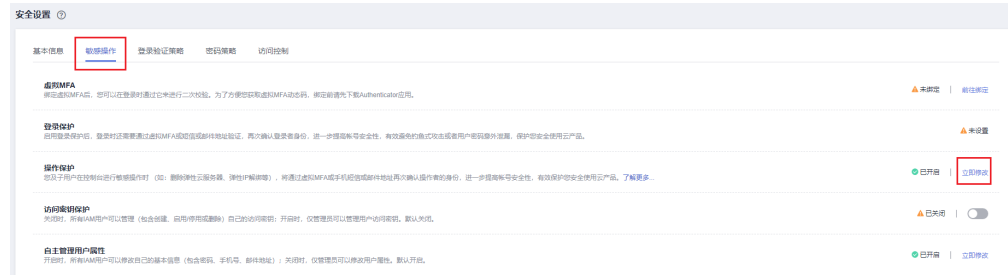 安全设置
基本信息 敏感操作 登录验证策略 密码策略 访问控制
虚拟MFA
绑定虚拟MFA后，您可以在登录时通过它来进行二次校验。为了方便您获取虚拟MFA动态码，绑定前请先下载Authenticator应用。
未绑定 | 前往绑定
登录保护
启用登录保护后，登录时还需要通过虚拟MFA或短信或邮件地址验证，再次确认登录者身份，进一步提高帐号安全性，有效避免钓鱼式攻击或者用户密码意外泄漏，保护您安全使用云产品。
未设置
操作保护
您及子用户在控制台进行敏感操作时（如：删除弹性云服务器、弹性IP解绑等），将通过虚拟MFA或手机短信或邮件地址再次确认操作者的身份，进一步提高帐号安全性，有效保护您安全使用云产品。了解更多...
已开启 | 立即修改
访问密钥保护
关闭时，所有IAM用户可以管理（包含创建、启用/停用或删除）自己的访问密钥；开启时，仅管理员可以管理用户访问密钥。默认关闭。
已关闭 |
自主管理用户属性
开启时，所有IAM用户可以修改自己的基本信息（包含密码、手机号、邮件地址）；关闭时，仅管理员可以修改用户属性。默认开启。
已开启 | 立即修改